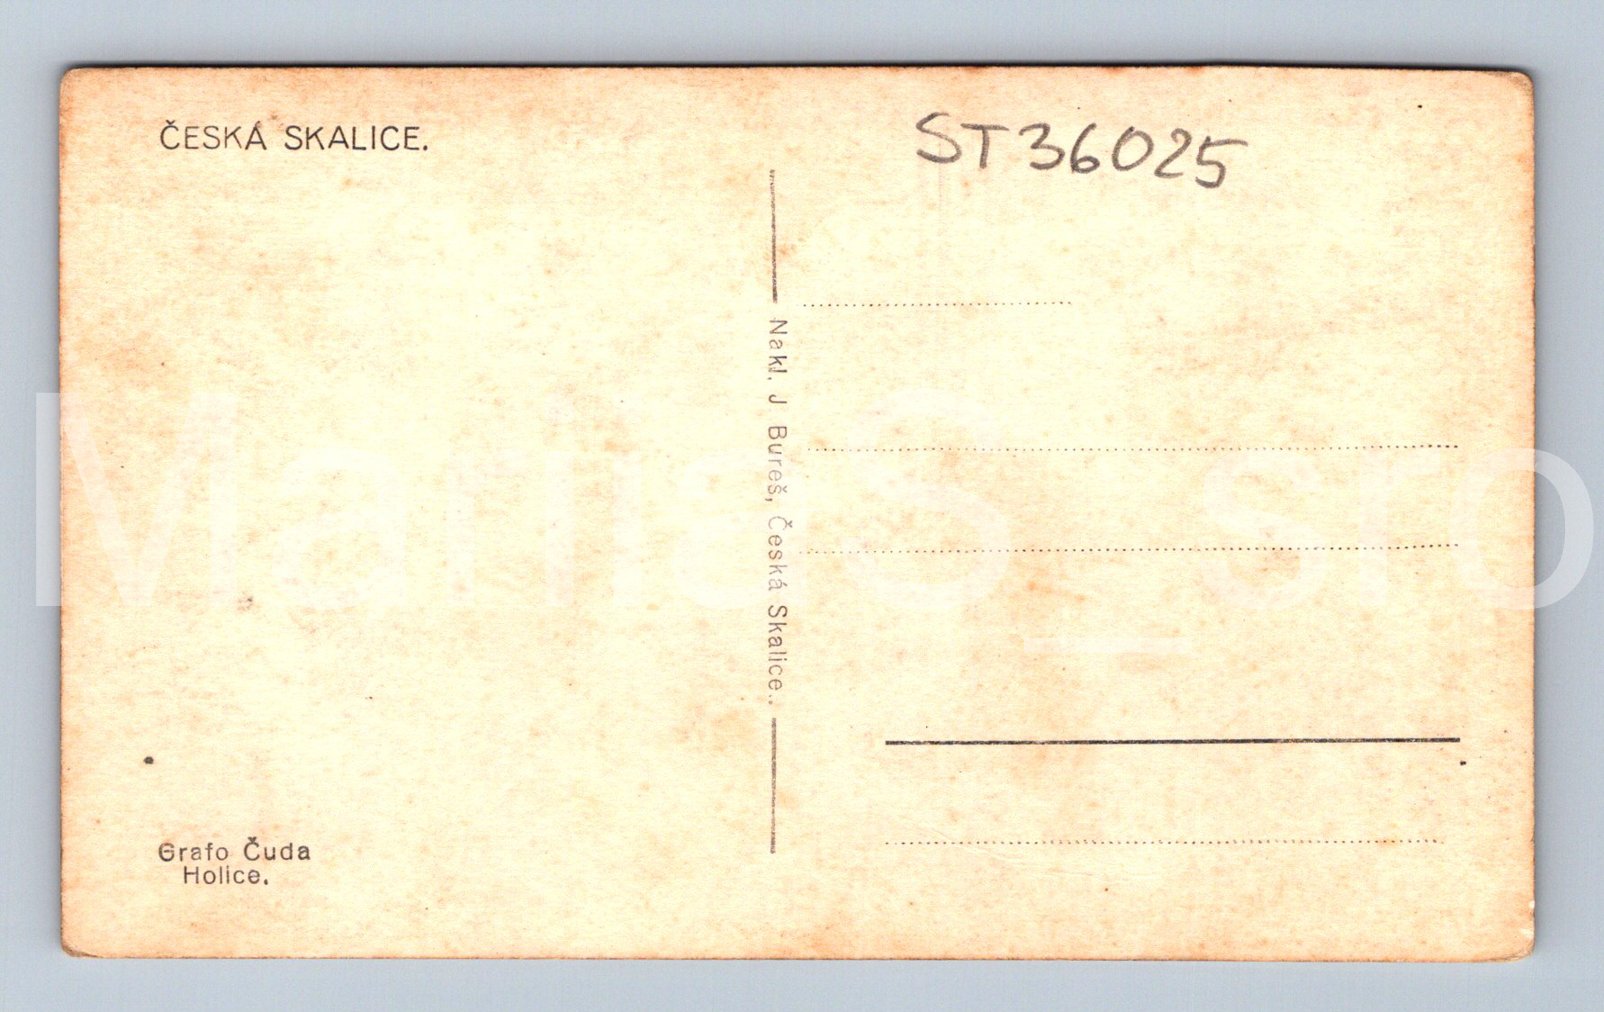 ČESKÁ SKALICE.
ST36025
Nakl. J Bureš, Česká Skalice.
Grafo Čuda
Holice.